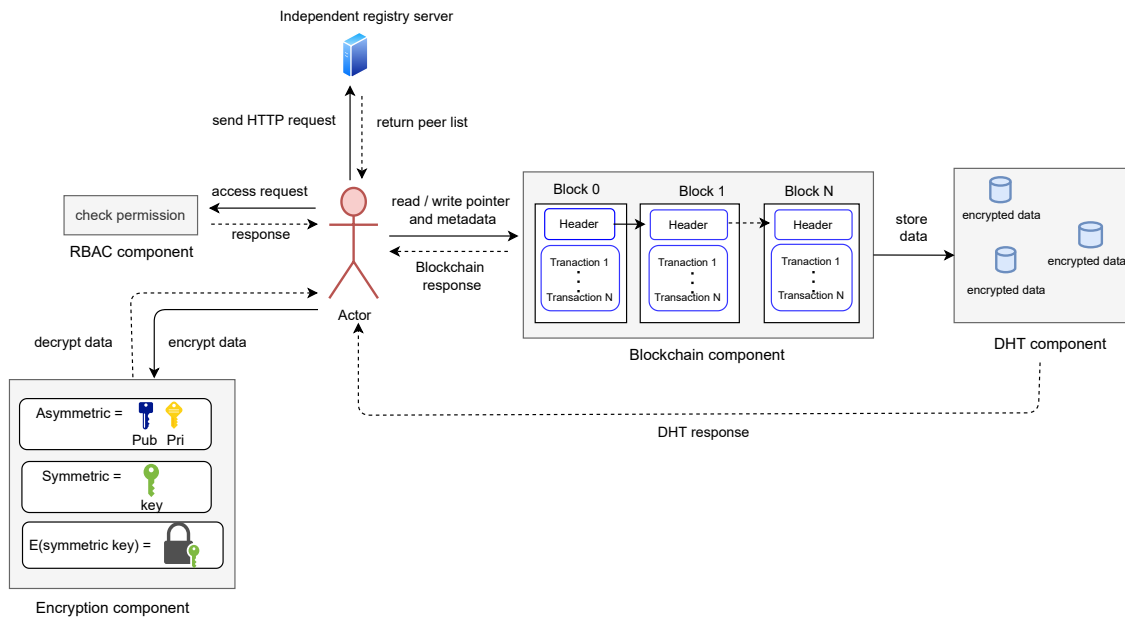 Independent registry server
send HTTP request
return peer list
access request
check permission
response
RBAC component
read / write pointer
and metadata
Blockchain
response
Actor
Block 0
Header
Tranaction 1
Transaction N
Block 1
Header
Tranaction 1
Transaction N
Block N
Header
Tranaction 1
Transaction N
Blockchain component
store
data
encrypted data
encrypted data
encrypted data
DHT component
DHT response
decrypt data
encrypt data
Asymmetric =
Pub Pri
Symmetric =
key
E(symmetric key) =
Encryption component